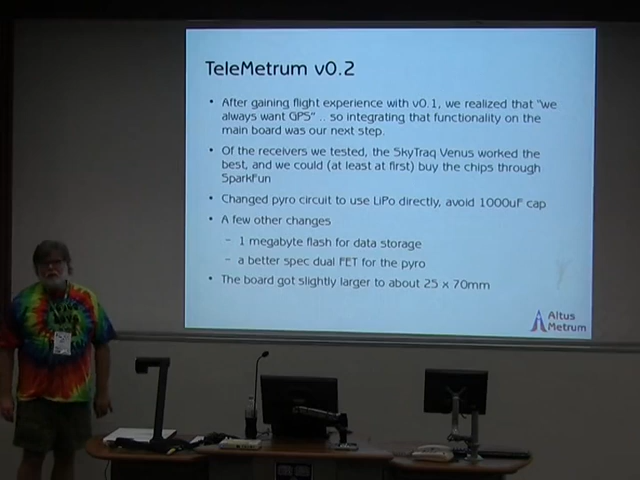 TeleMetrum v0.2
• After gaining flight experience with v0.1, we realized that "we
always want GPS" .. so integrating that functionality on the
main board was our next step.
• Of the receivers we tested, the SkyTraq Venus worked the
best, and we could (at least at first) buy the chips through
SparkFun
• Changed pyro circuit to use LiPo directly, avoid 1000uF cap
• A few other changes
– 1 megabyte flash for data storage
– a better spec dual FET for the pyro
• The board got slightly larger to about 25 x 70mm
Altus
Metrum